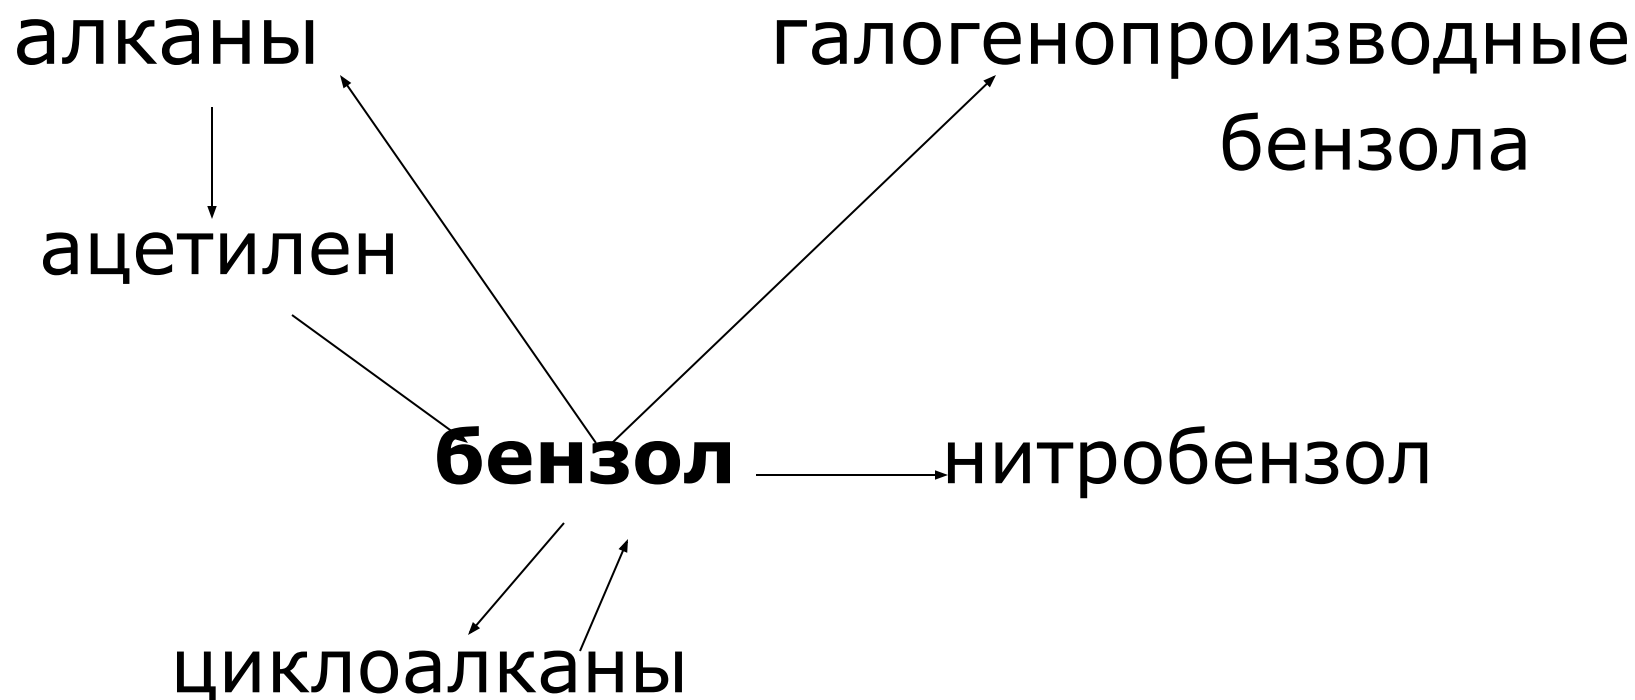 алканы
галогенопроизводные
бензола
ацетилен
бензол
нитробензол
циклоалканы